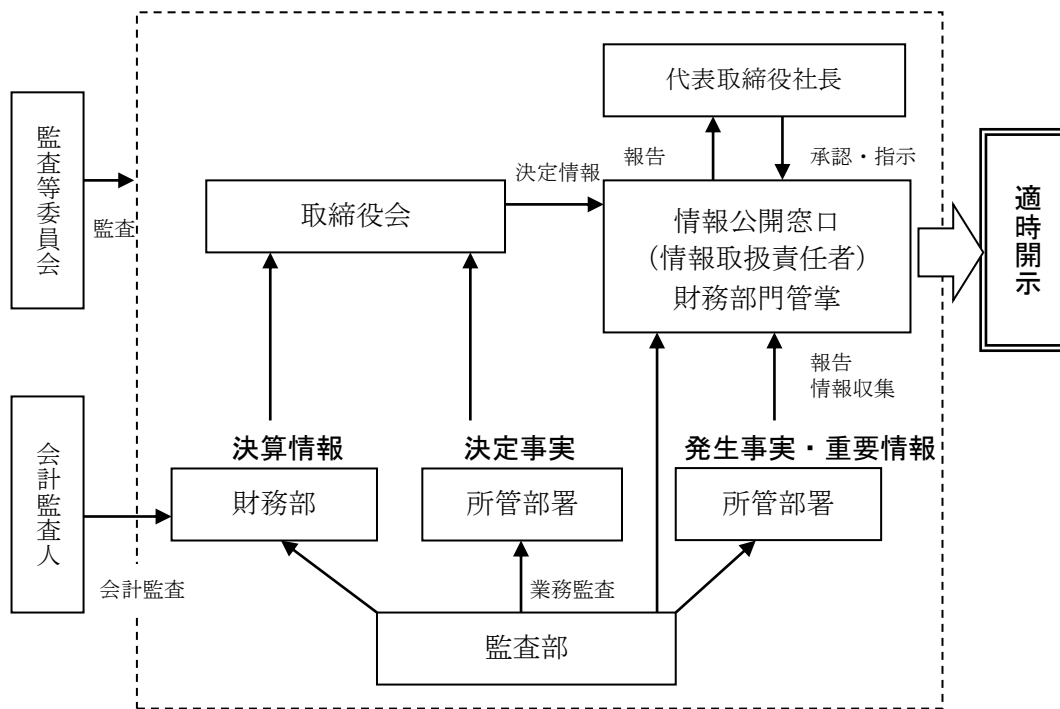 代表取締役社長
監査等委員会
監査
報告
承認・指示
決定情報
取締役会
情報公開窓口
（情報取扱責任者）
財務部門管掌
適時開示
報告
情報収集
会計監査人
会計監査
決算情報
決定事実
発生事実・重要情報
財務部
所管部署
所管部署
業務監査
監査部